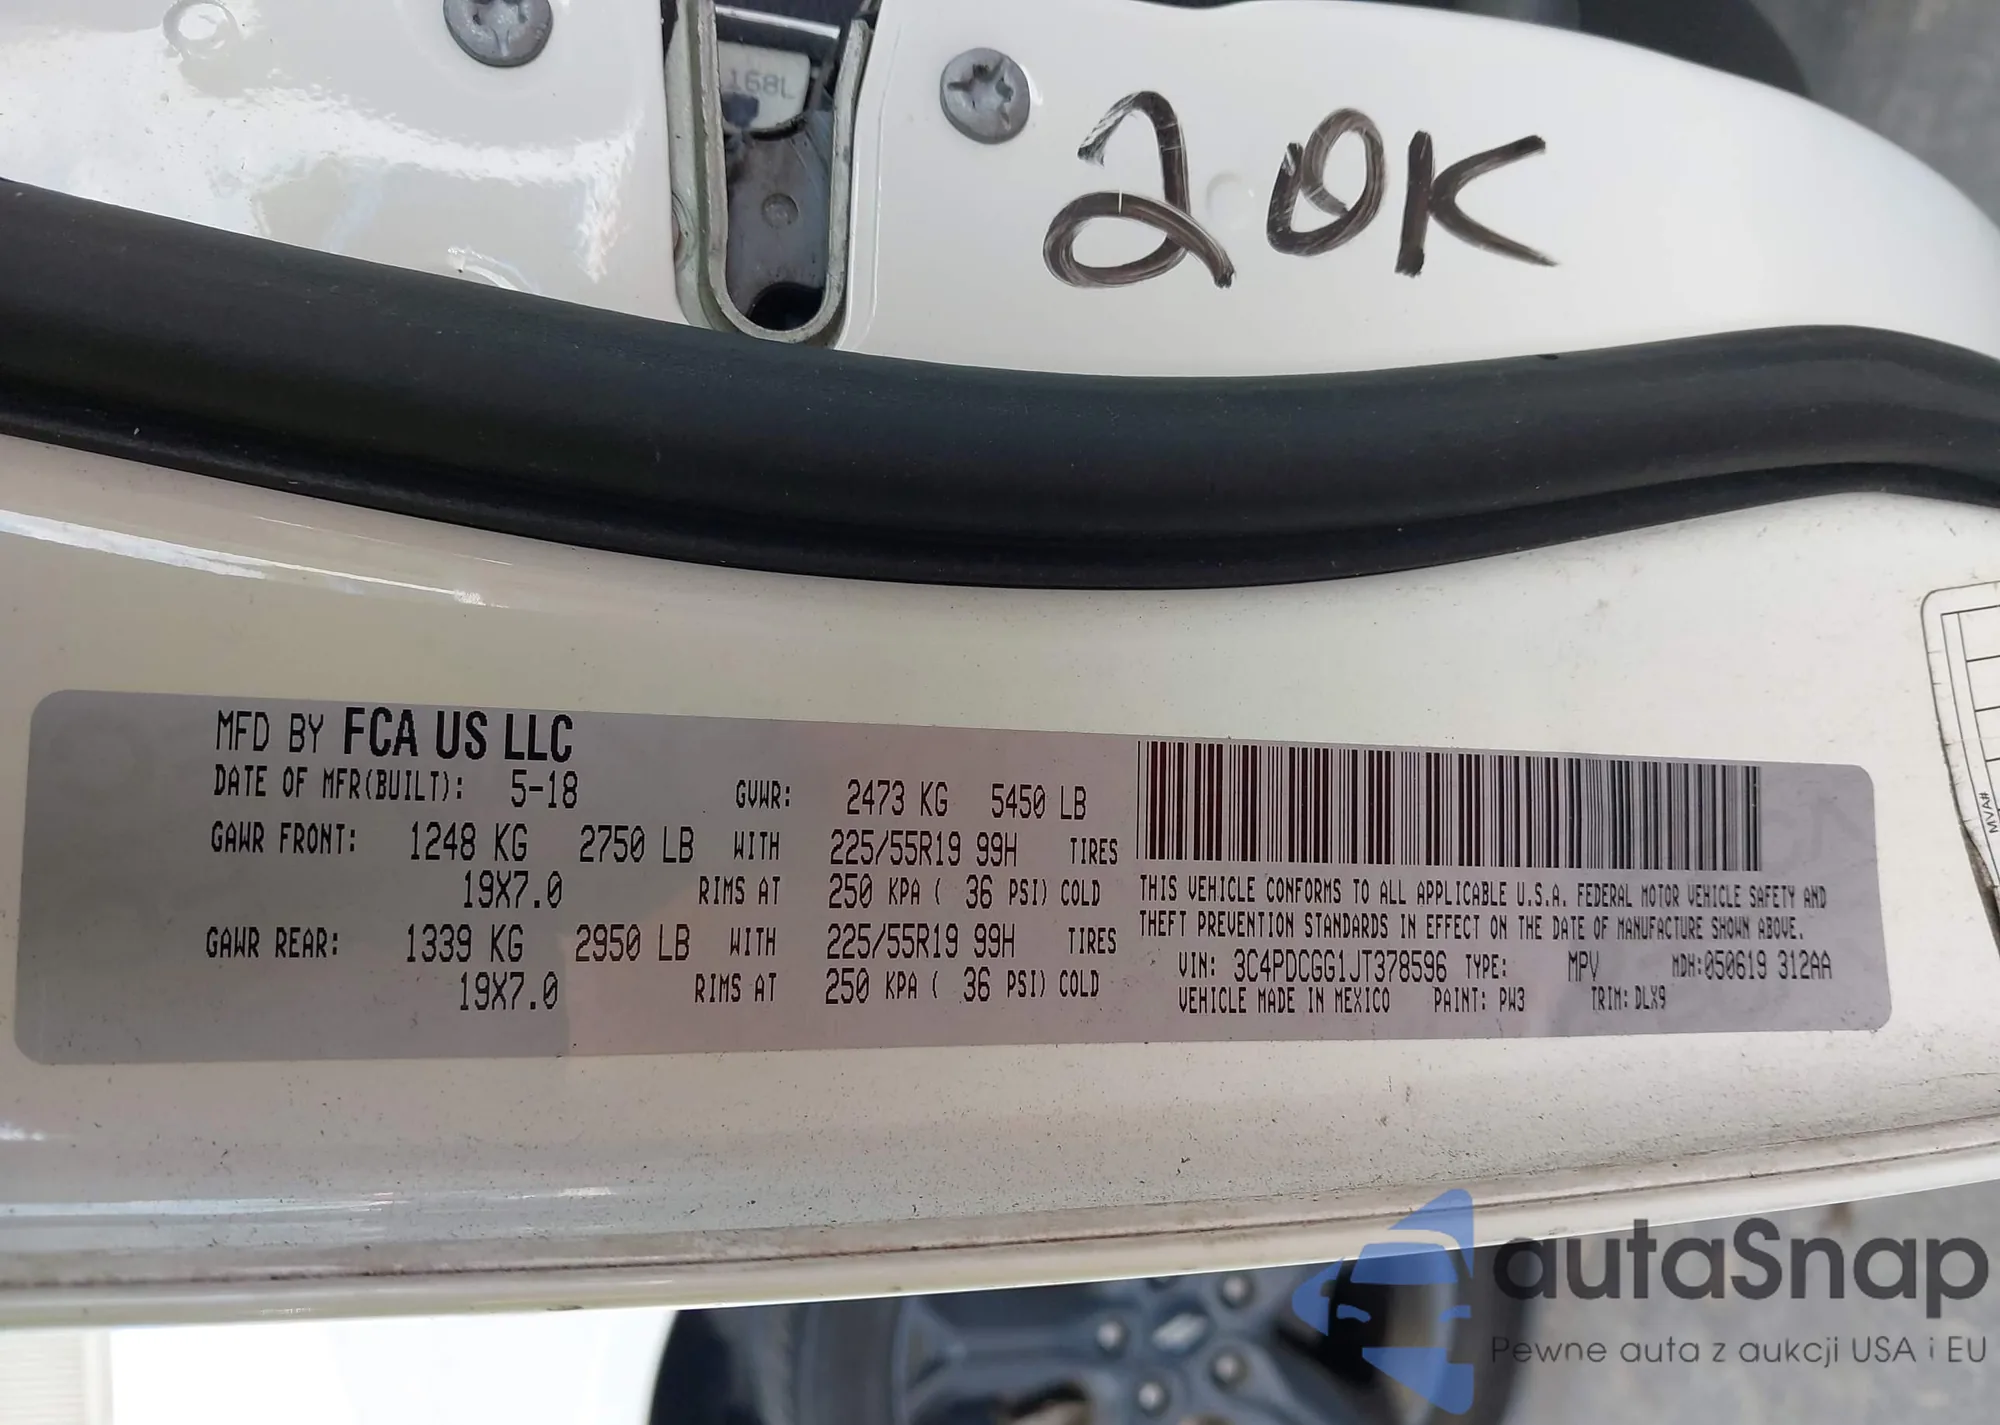 168L
20K
MFD BY FCA US LLC
DATE OF MFR(BUILT): 5-18 GVWR: 2473 KG 5450 LB
GAWR FRONT: 1248 KG 2750 LB WITH 225/55R19 99H TIRES
19X7.0 RIMS AT 250 KPA ( 36 PSI) COLD
GAWR REAR: 1339 KG 2950 LB WITH 225/55R19 99H TIRES
19X7.0 RIMS AT 250 KPA ( 36 PSI) COLD
THIS VEHICLE CONFORMS TO ALL APPLICABLE U.S.A. FEDERAL MOTOR VEHICLE SAFETY AND
THEFT PREVENTION STANDARDS IN EFFECT ON THE DATE OF MANUFACTURE SHOWN ABOVE.
VIN: 3C4PDCGG1JT378596 TYPE: MPV MDH:050619 312AA
VEHICLE MADE IN MEXICO PAINT: PW3 TRIM: DLX9
MVA#
autaSnap
Pewne auta z aukcji USA i EU